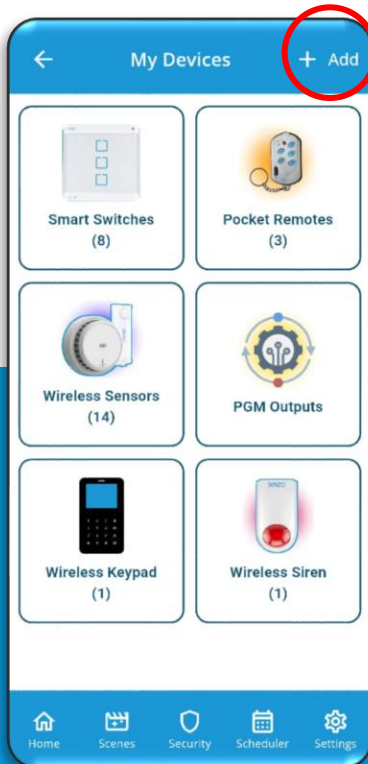 My Devices
+ Add
Smart Switches
(8)
Pocket Remotes
(3)
Wireless Sensors
(14)
PGM Outputs
Wireless Keypad
(1)
Wireless Siren
(1)
Home
Scenes
Security
Scheduler
Settings